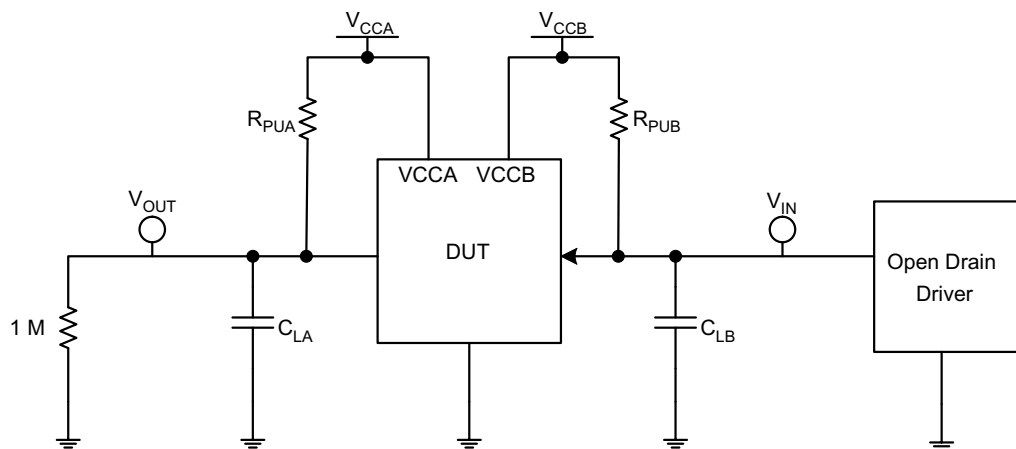 VCCA
VCCB
RPUA
RPUB
VCCA VCCB
VOUT
VIN
DUT
Open Drain
Driver
1 M
CLA
CLB